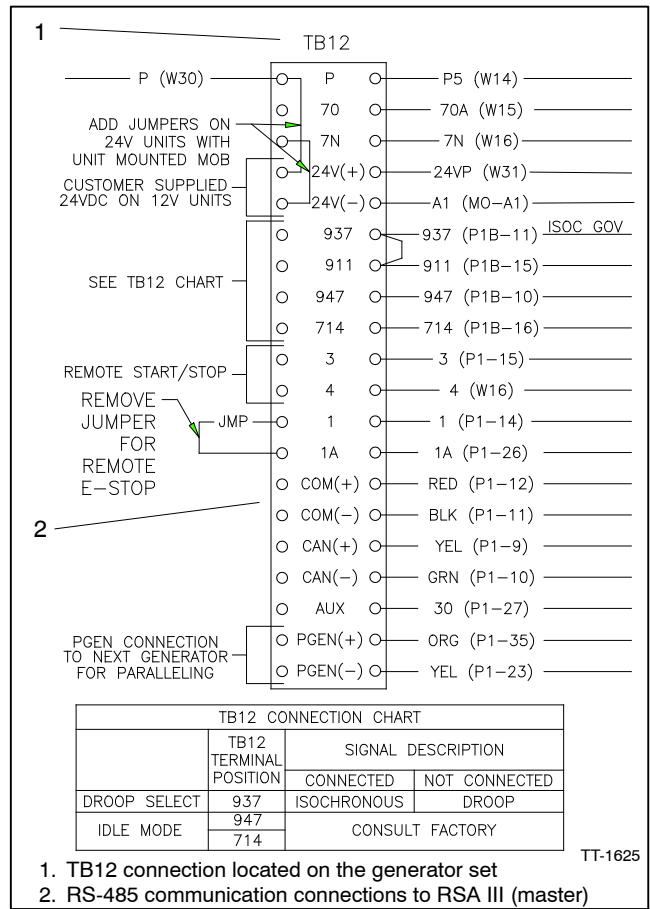 1
TB12
P (W30) P P5 (W14)
70 70A (W15)
ADD JUMPERS ON
24V UNITS WITH
UNIT MOUNTED MOB
7N 7N (W16)
24V(+) 24VP (W31)
CUSTOMER SUPPLIED
24VDC ON 12V UNITS
24V(−) A1 (MO−A1)
937 937 (P1B−11) ISOC GOV
911 911 (P1B−15)
SEE TB12 CHART
947 947 (P1B−10)
714 714 (P1B−16)
3 3 (P1−15)
REMOTE START/STOP
4 4 (W16)
REMOVE
JUMPER
FOR
REMOTE
E−STOP
JMP 1 1 (P1−14)
1A 1A (P1−26)
COM(+) RED (P1−12)
COM(−) BLK (P1−11)
2
CAN(+) YEL (P1−9)
CAN(−) GRN (P1−10)
AUX 30 (P1−27)
PGEN CONNECTION
TO NEXT GENERATOR
FOR PARALLELING
PGEN(+) ORG (P1−35)
PGEN(−) YEL (P1−23)
TB12 CONNECTION CHART
TB12
TERMINAL
POSITION
SIGNAL DESCRIPTION
CONNECTED NOT CONNECTED
DROOP SELECT 937 ISOCHRONOUS DROOP
IDLE MODE 947
714
CONSULT FACTORY
TT-1625
1. TB12 connection located on the generator set
2. RS-485 communication connections to RSA III (master)